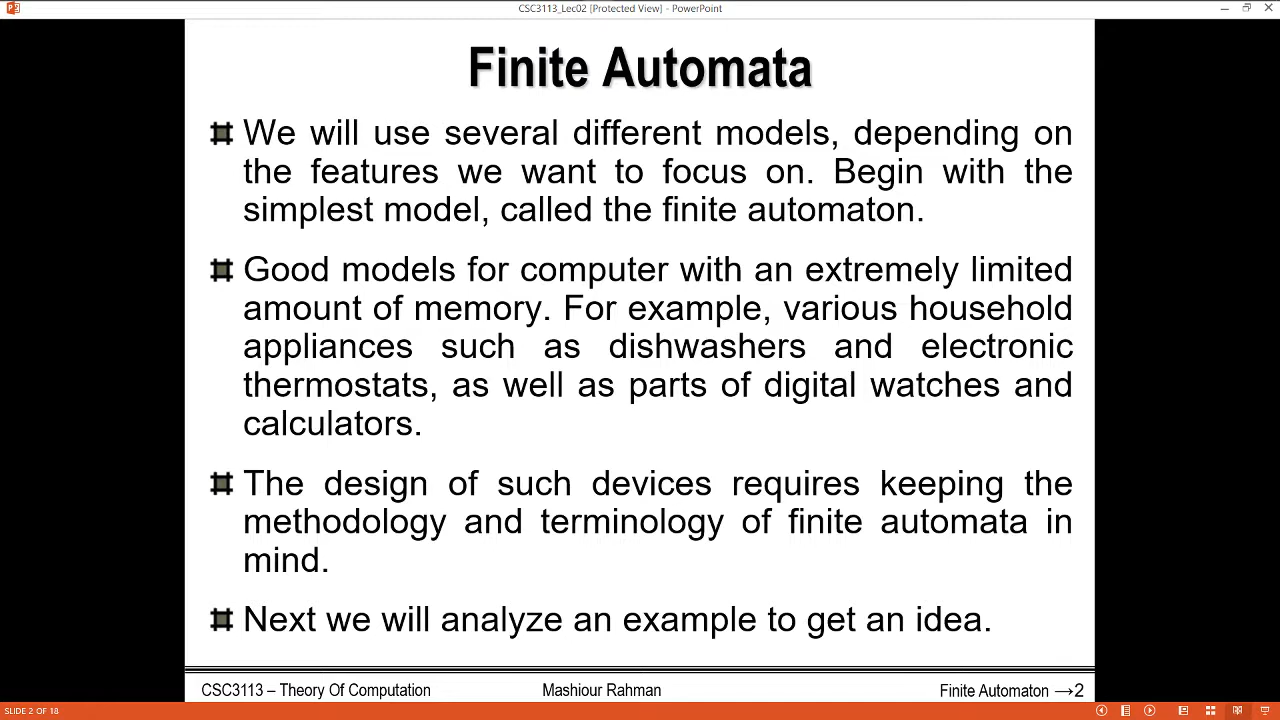 CSC3113_Lec02 [Protected View] - PowerPoint
Finite Automata
We will use several different models, depending on
the features we want to focus on. Begin with the
simplest model, called the finite automaton.
Good models for computer with an extremely limited
amount of memory. For example, various household
appliances such as dishwashers and electronic
thermostats, as well as parts of digital watches and
calculators.
The design of such devices requires keeping the
methodology and terminology of finite automata in
mind.
Next we will analyze an example to get an idea.
CSC3113 – Theory Of Computation Mashiour Rahman Finite Automaton →2
SLIDE 2 OF 18